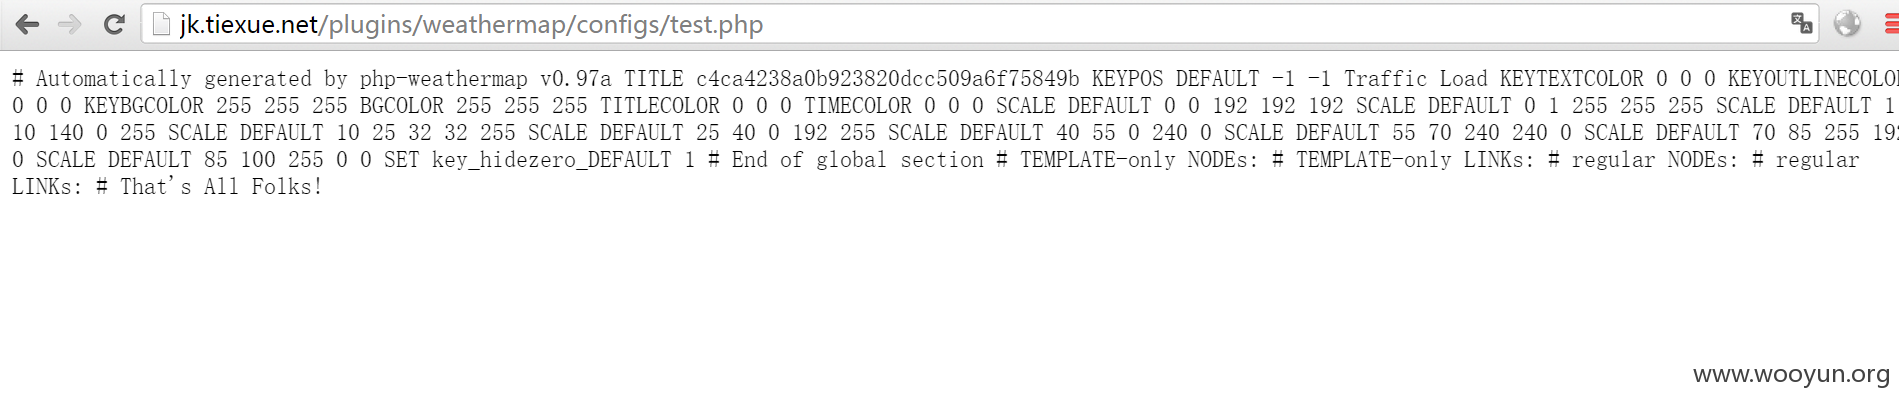 jk.tiexue.net/plugins/weathermap/configs/test.php
# Automatically generated by php-weathermap v0.97a TITLE c4ca4238a0b923820dcc509a6f75849b KEYPOS DEFAULT -1 -1 Traffic Load KEYTEXTCOLOR 0 0 0 KEYOUTLINECOLOR
0 0 0 KEYBGCOLOR 255 255 255 BGCOLOR 255 255 255 TITLECOLOR 0 0 0 TIMECOLOR 0 0 0 SCALE DEFAULT 0 0 192 192 192 SCALE DEFAULT 0 1 255 255 255 SCALE DEFAULT 1
10 140 0 255 SCALE DEFAULT 10 25 32 32 255 SCALE DEFAULT 25 40 0 192 255 SCALE DEFAULT 40 55 0 240 0 SCALE DEFAULT 55 70 240 240 0 SCALE DEFAULT 70 85 255 192
0 SCALE DEFAULT 85 100 255 0 0 SET key_hidezero_DEFAULT 1 # End of global section # TEMPLATE-only NODEs: # TEMPLATE-only LINKs: # regular NODEs: # regular
LINKs: # That's All Folks!
www.wooyun.org